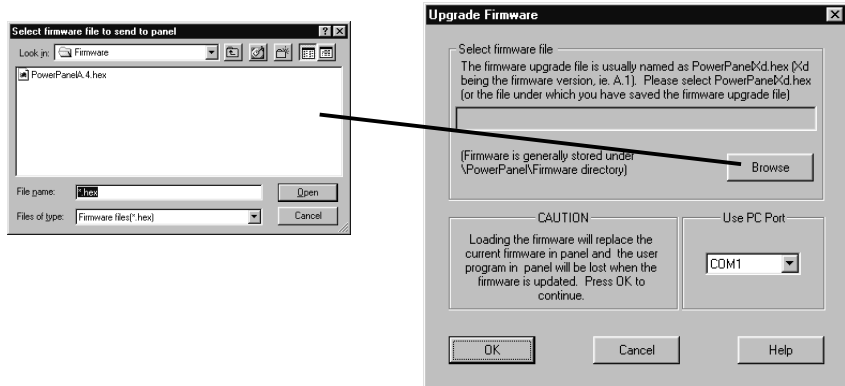 Select firmware file to send to panel
Look in: Firmware
PowerPanelA.4.hex
File name: *.hex
Open
Files of type: Firmware files(*.hex)
Cancel
Upgrade Firmware
Select firmware file
The firmware upgrade file is usually named as PowerPanelXd.hex (Xd
being the firmware version, ie. A.1). Please select PowerPanelXd.hex
(or the file under which you have saved the firmware upgrade file)
(Firmware is generally stored under
\PowerPanel\Firmware directory)
Browse
CAUTION
Loading the firmware will replace the
current firmware in panel and the user
program in panel will be lost when the
firmware is updated. Press OK to
continue.
Use PC Port
COM1
OK
Cancel
Help